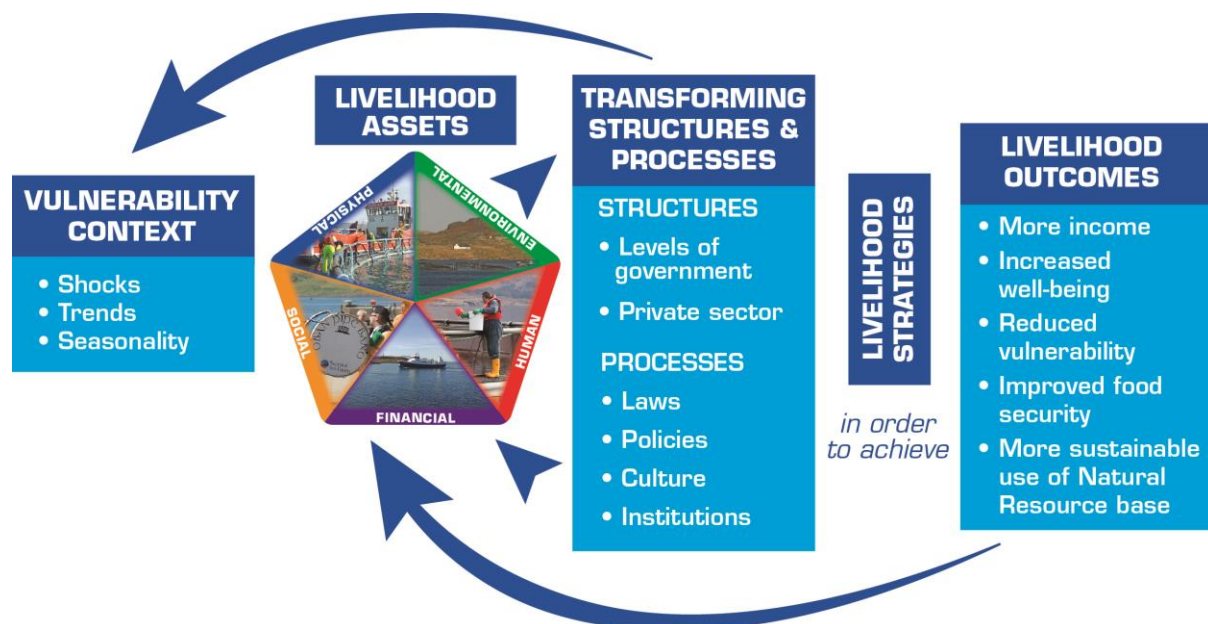 VULNERABILITY
CONTEXT
• Shocks
• Trends
• Seasonality
LIVELIHOOD
ASSETS
PHYSICAL
ENVIRONMENTAL
SOCIAL
HUMAN
FINANCIAL
TRANSFORMING
STRUCTURES &
PROCESSES
STRUCTURES
• Levels of
government
• Private sector
PROCESSES
• Laws
• Policies
• Culture
• Institutions
LIVELIHOOD
STRATEGIES
in order
to achieve
LIVELIHOOD
OUTCOMES
• More income
• Increased
well-being
• Reduced
vulnerability
• Improved food
security
• More sustainable
use of Natural
Resource base